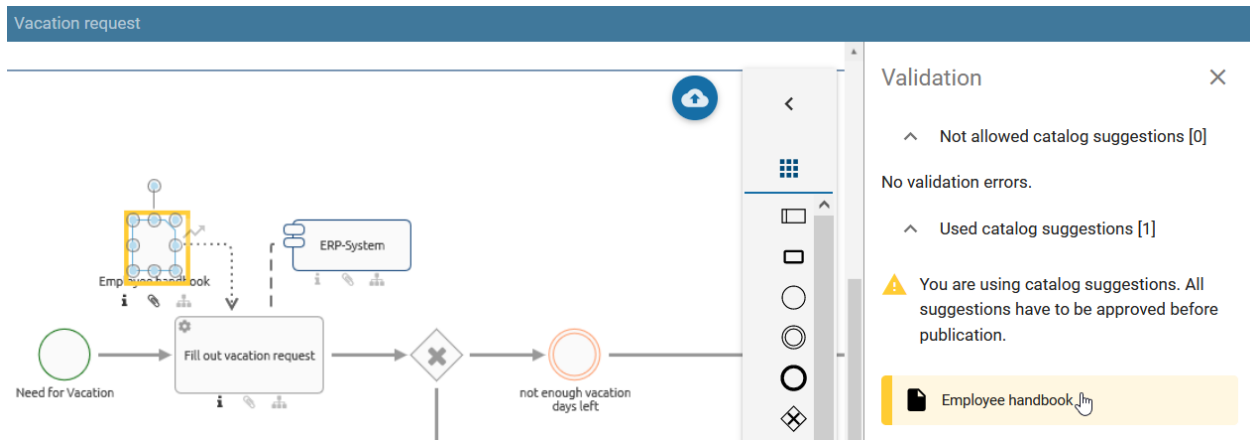 Vacation request
Validation
Not allowed catalog suggestions [0]
No validation errors.
Used catalog suggestions [1]
You are using catalog suggestions. All
suggestions have to be approved before
publication.
Employee handbook
ERP-System
Employee handbook
Fill out vacation request
Need for Vacation
not enough vacation
days left